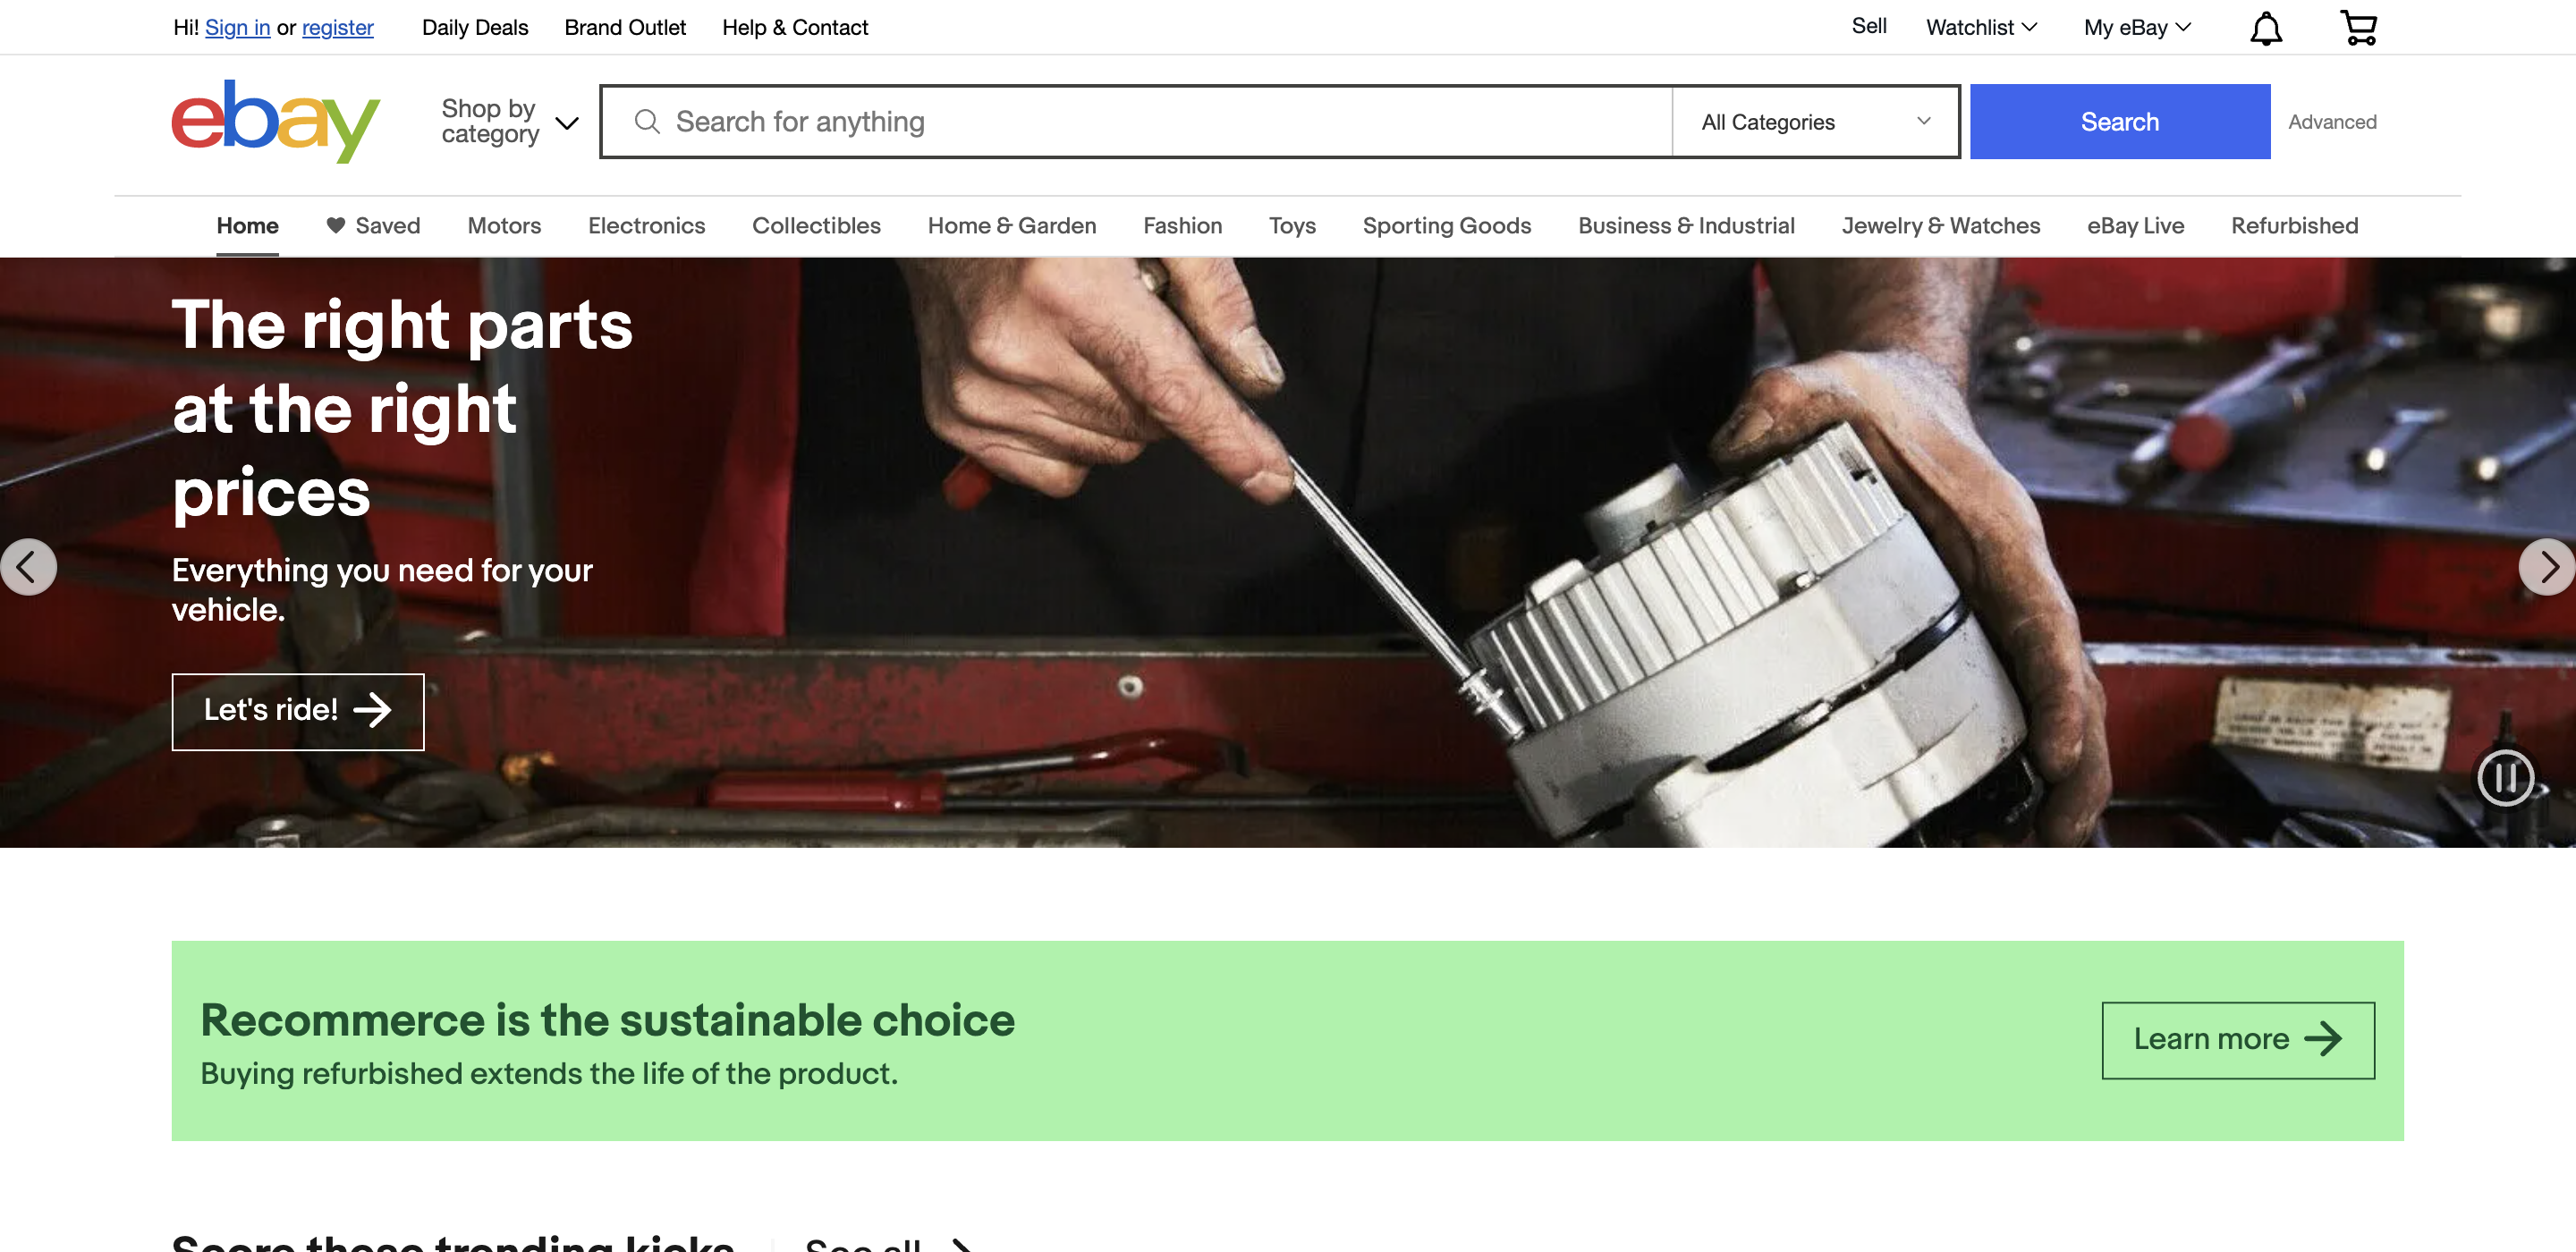 Hi! Sign in or register Daily Deals Brand Outlet Help & Contact Sell Watchlist My eBay
ebay
Shop by
category
Search for anything All Categories Search Advanced
Home Saved Motors Electronics Collectibles Home & Garden Fashion Toys Sporting Goods Business & Industrial Jewelry & Watches eBay Live Refurbished
The right parts
at the right
prices
Everything you need for your
vehicle.
Let's ride!
Recommerce is the sustainable choice
Buying refurbished extends the life of the product.
Learn more
Score these trending kicks See all